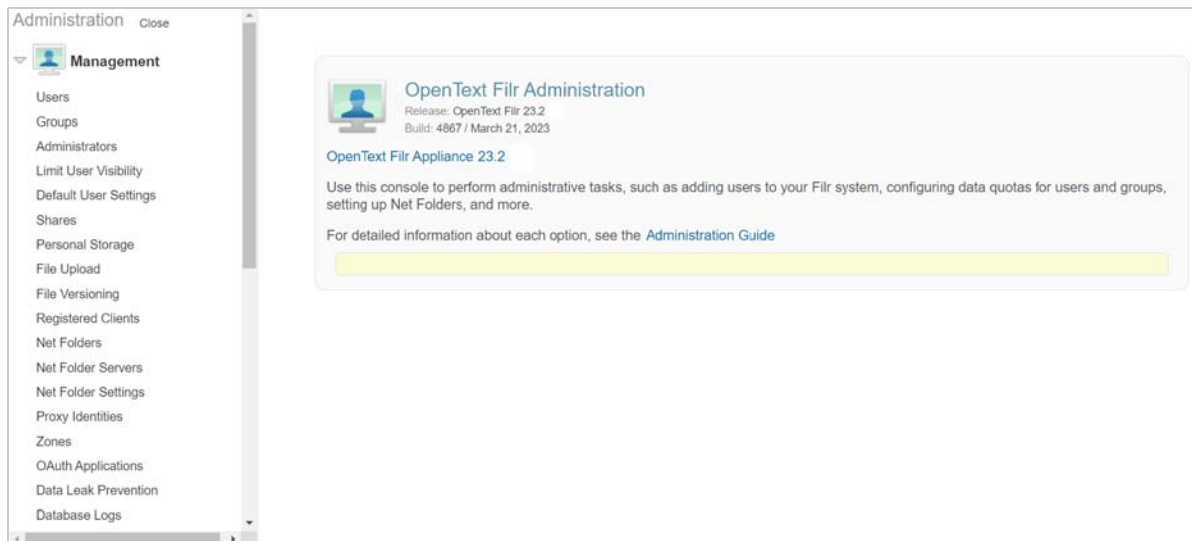 Administration Close
Management
Users
Groups
Administrators
Limit User Visibility
Default User Settings
Shares
Personal Storage
File Upload
File Versioning
Registered Clients
Net Folders
Net Folder Servers
Net Folder Settings
Proxy Identities
Zones
OAuth Applications
Data Leak Prevention
Database Logs
OpenText Filr Administration
Release: OpenText Filr 23.2
Build: 4867 / March 21, 2023
OpenText Filr Appliance 23.2
Use this console to perform administrative tasks, such as adding users to your Filr system, configuring data quotas for users and groups,
setting up Net Folders, and more.
For detailed information about each option, see the Administration Guide